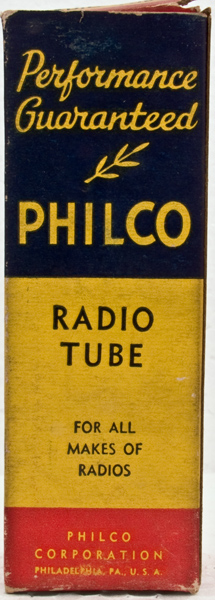 Performance
Guaranteed
PHILCO
RADIO
TUBE
FOR ALL
MAKES OF
RADIOS
PHILCO
CORPORATION
PHILADELPHIA, PA., U. S. A.